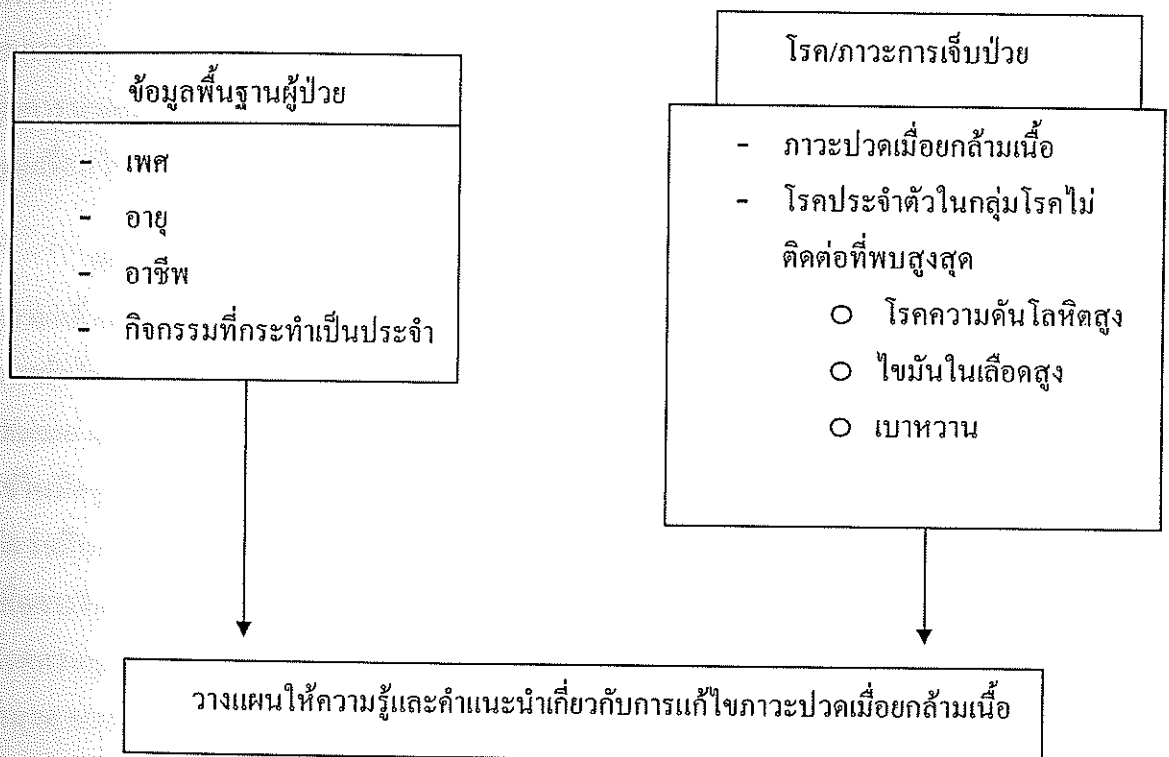 ข้อมูลพื้นฐานผู้ป่วย
- เพศ
- อายุ
- อาชีพ
- กิจกรรมที่กระทำเป็นประจำ
โรค/ภาวะการเจ็บป่วย
- ภาวะปวดเมื่อยกล้ามเนื้อ
- โรคประจำตัวในกลุ่มโรคไม่
ติดต่อที่พบสูงสุด
○ โรคความดันโลหิตสูง
○ ไขมันในเลือดสูง
○ เบาหวาน
วางแผนให้ความรู้และคำแนะนำเกี่ยวกับการแก้ไขภาวะปวดเมื่อยกล้ามเนื้อ